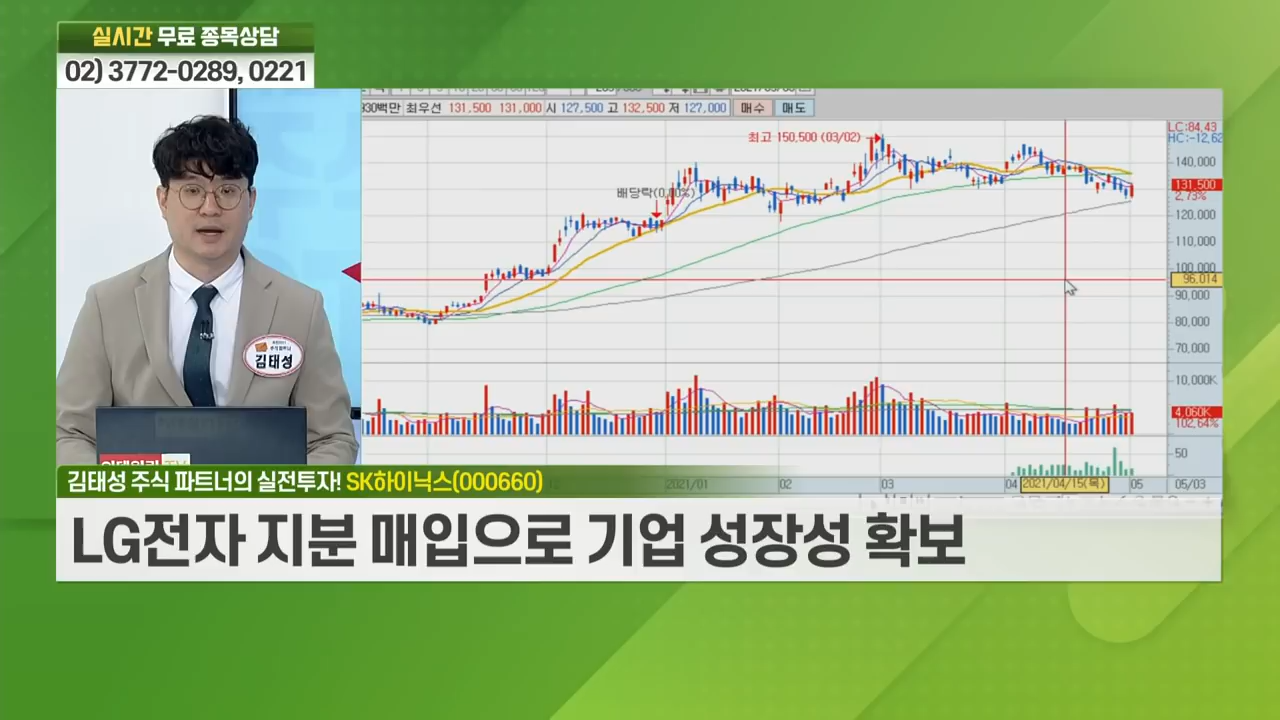 실시간 무료 종목상담
02) 3772-0289, 0221
30백만 최우선 131,500 131,000 시 127,500 고 132,500 저 127,000 매수 매도
LC:84.43
HC:-12,62
최고 150,500 (03/02)
140,000
배당락(0,00%)
131,500
2,73%
120,000
110,000
100,000
96,014
90,000
80,000
70,000
10,000K
4,060K
102,64%
50
2021/01 02 03 04 2021/04/15(목) 05 05/03
김태성
김태성 주식 파트너의 실전투자! SK하이닉스(000660)
LG전자 지분 매입으로 기업 성장성 확보